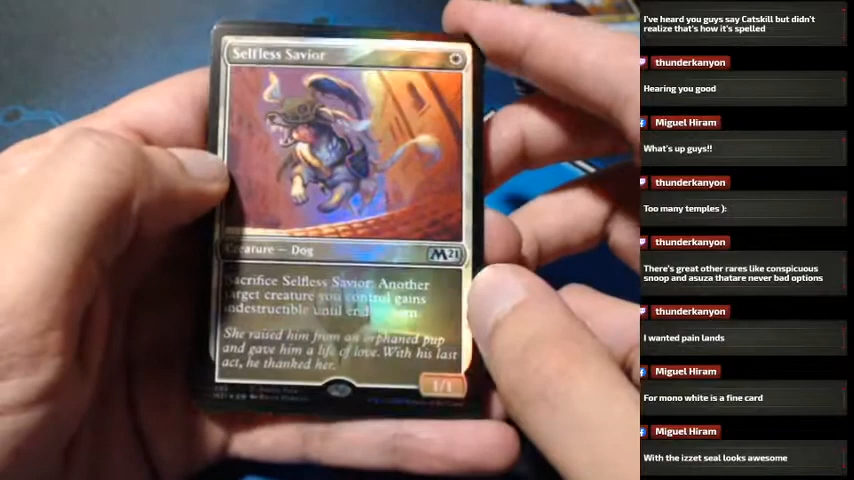 Selfless Savior
Creature — Dog
M21
Sacrifice Selfless Savior: Another
target creature you control gains
indestructible until end
She raised him from an orphaned pup
and gave him a life of love. With his last
act, he thanked her.
1/1
I've heard you guys say Catskill but didn't
realize that's how it's spelled
thunderkanyon
Hearing you good
Miguel Hiram
What's up guys!!
thunderkanyon
Too many temples ):
thunderkanyon
There's great other rares like conspicuous
snoop and asuza thatare never bad options
thunderkanyon
I wanted pain lands
Miguel Hiram
For mono white is a fine card
Miguel Hiram
With the izzet seal looks awesome